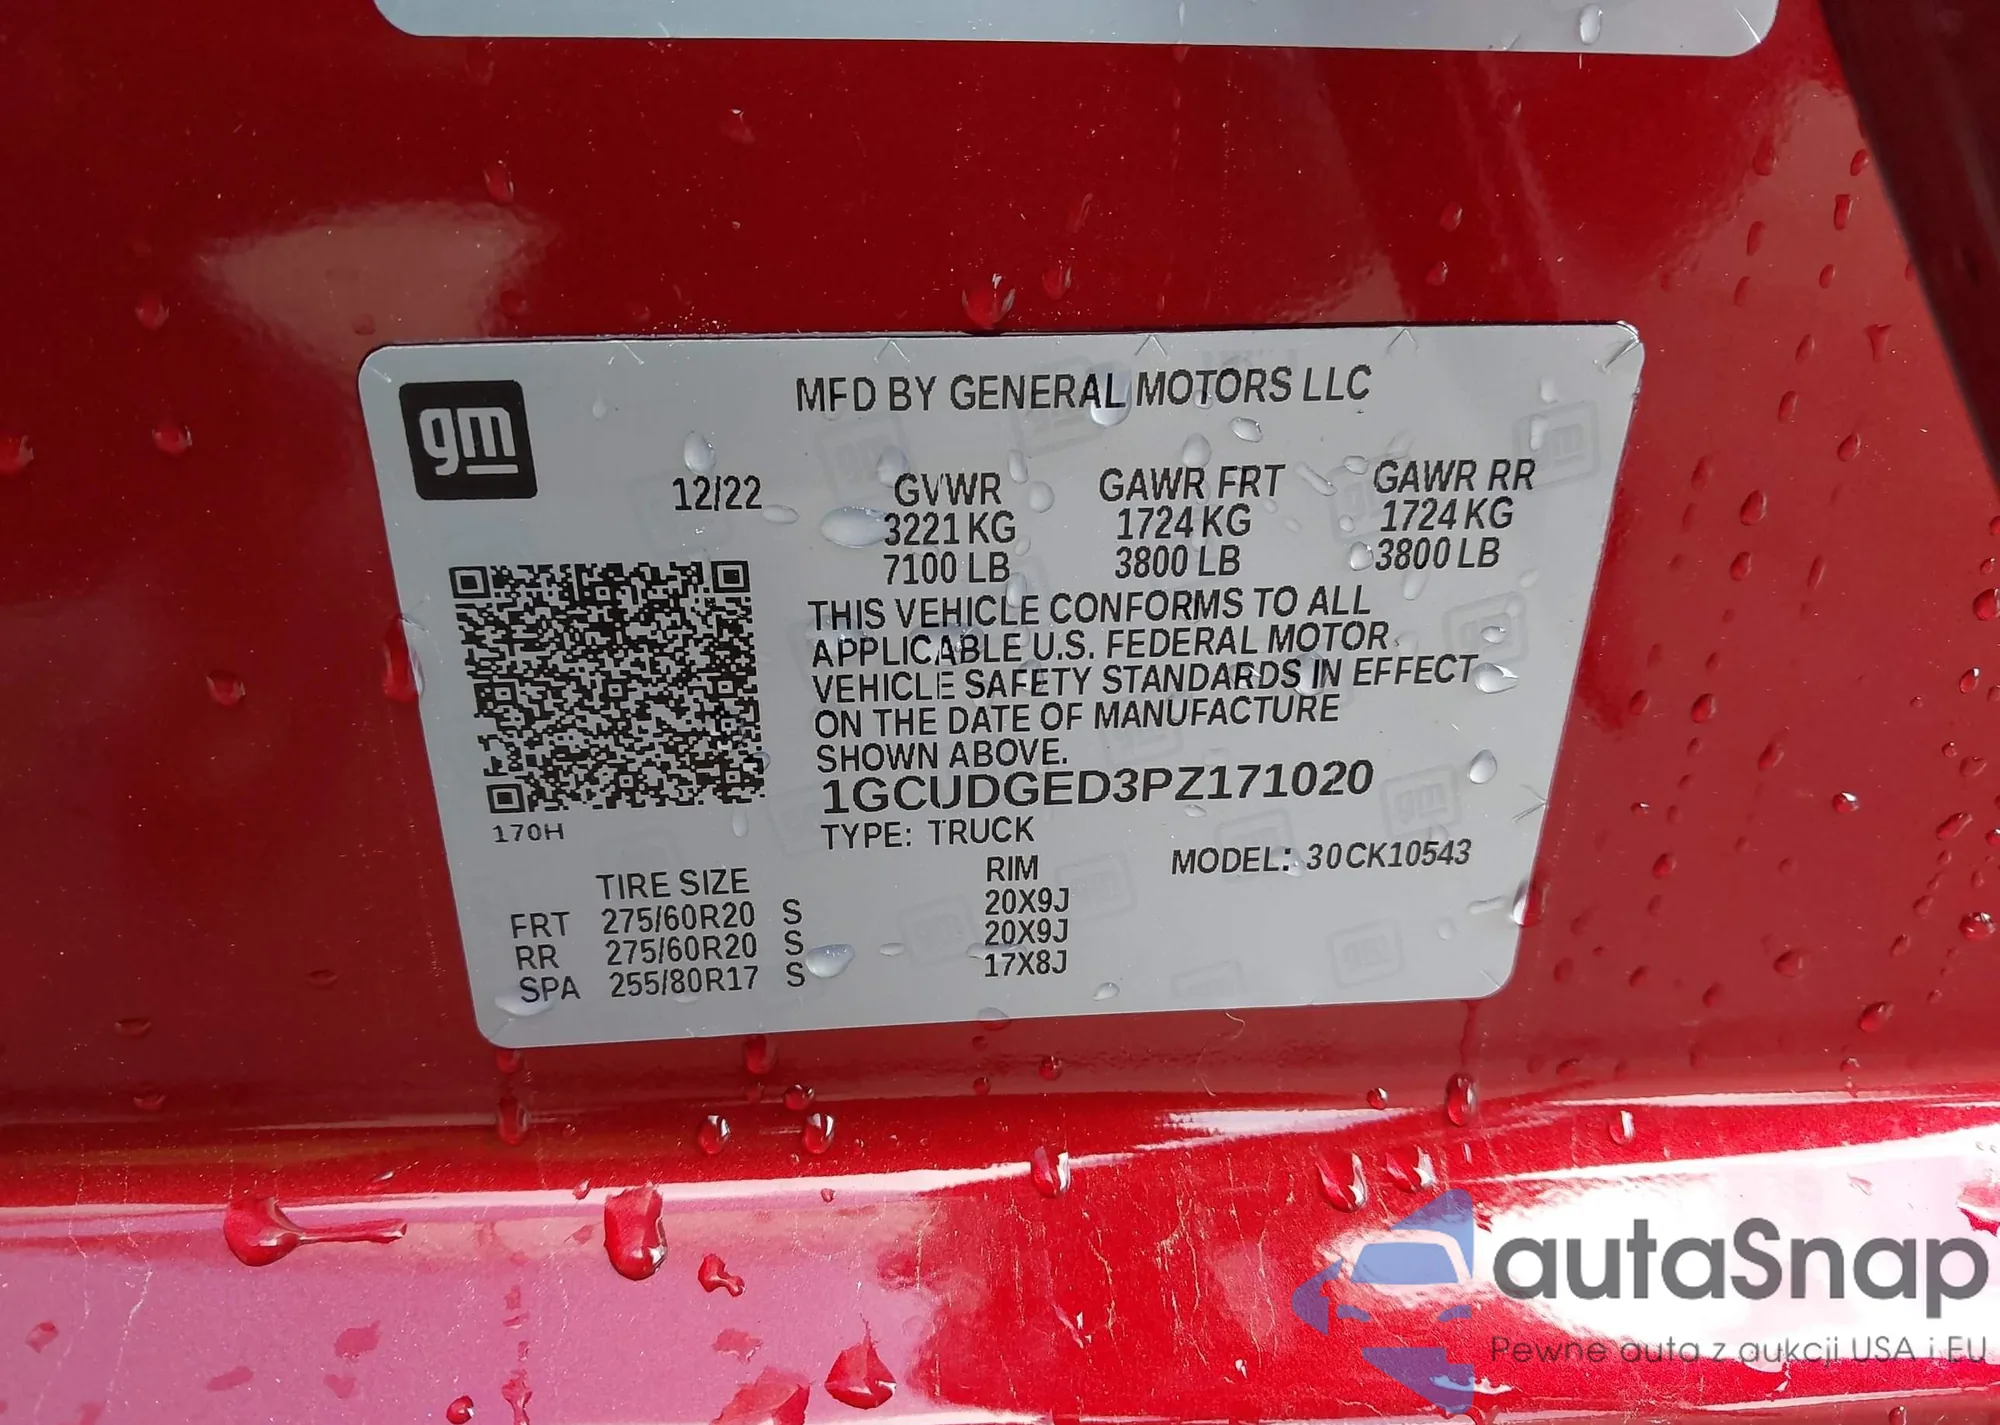 gm
MFD BY GENERAL MOTORS LLC
12/22 GVWR GAWR FRT GAWR RR
3221 KG 1724 KG 1724 KG
7100 LB 3800 LB 3800 LB
THIS VEHICLE CONFORMS TO ALL
APPLICABLE U.S. FEDERAL MOTOR
VEHICLE SAFETY STANDARDS IN EFFECT
ON THE DATE OF MANUFACTURE
SHOWN ABOVE.
1GCUDGED3PZ171020
170H
TYPE: TRUCK
MODEL: 30CK10543
TIRE SIZE RIM
FRT 275/60R20 S 20X9J
RR 275/60R20 S 20X9J
SPA 255/80R17 S 17X8J
autaSnap
Pewne auta z aukcji USA i EU